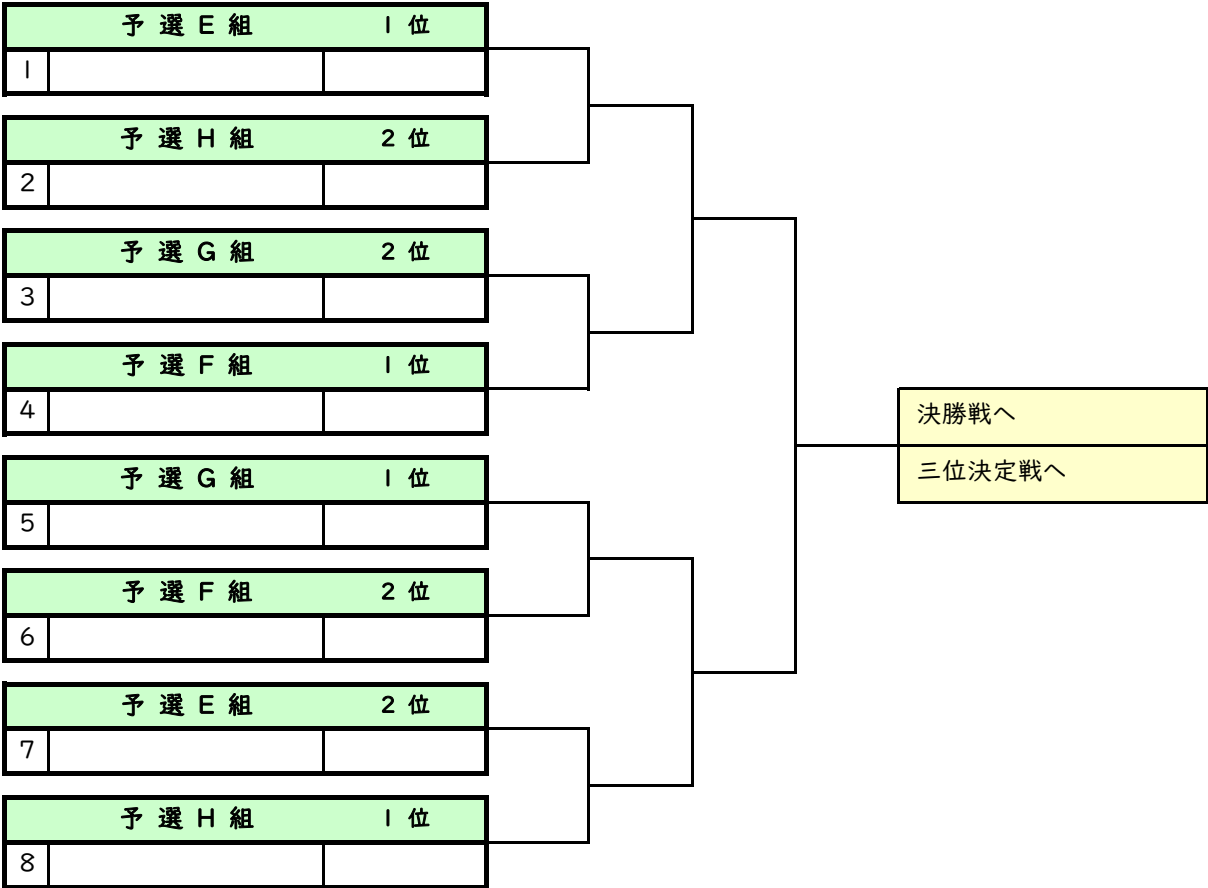 予 選 E 組 1 位
1
予 選 H 組 2 位
2
予 選 G 組 2 位
3
予 選 F 組 1 位
4
予 選 G 組 1 位
5
予 選 F 組 2 位
6
予 選 E 組 2 位
7
予 選 H 組 1 位
8
決勝戦へ
三位決定戦へ